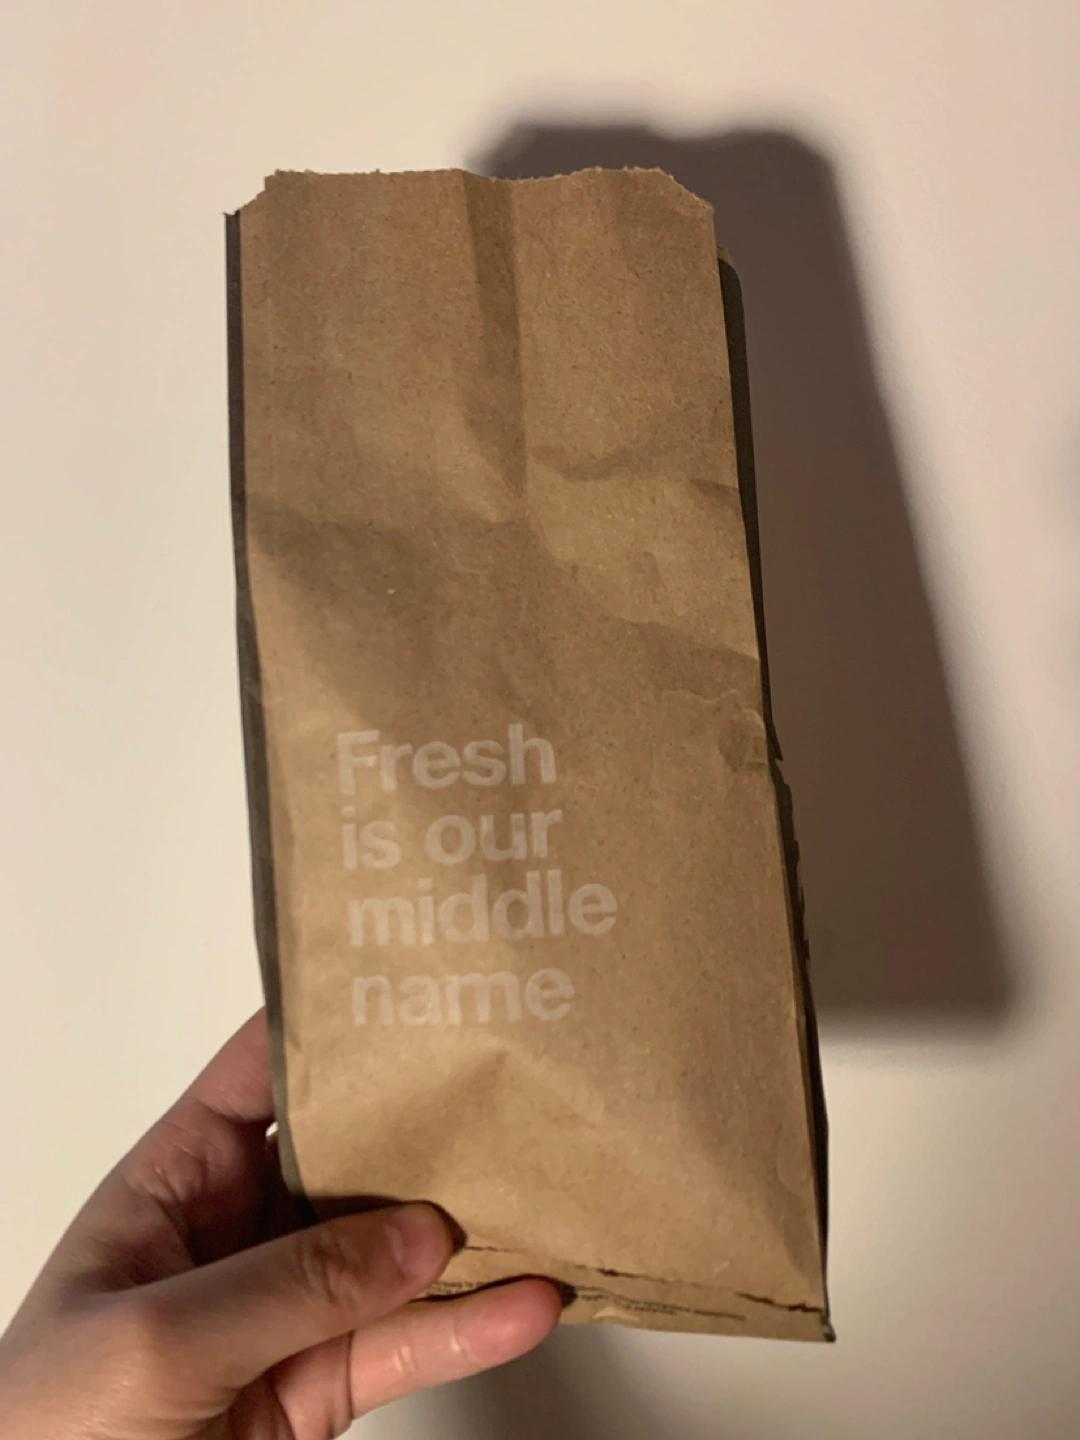 Fresh
is our
middle
name